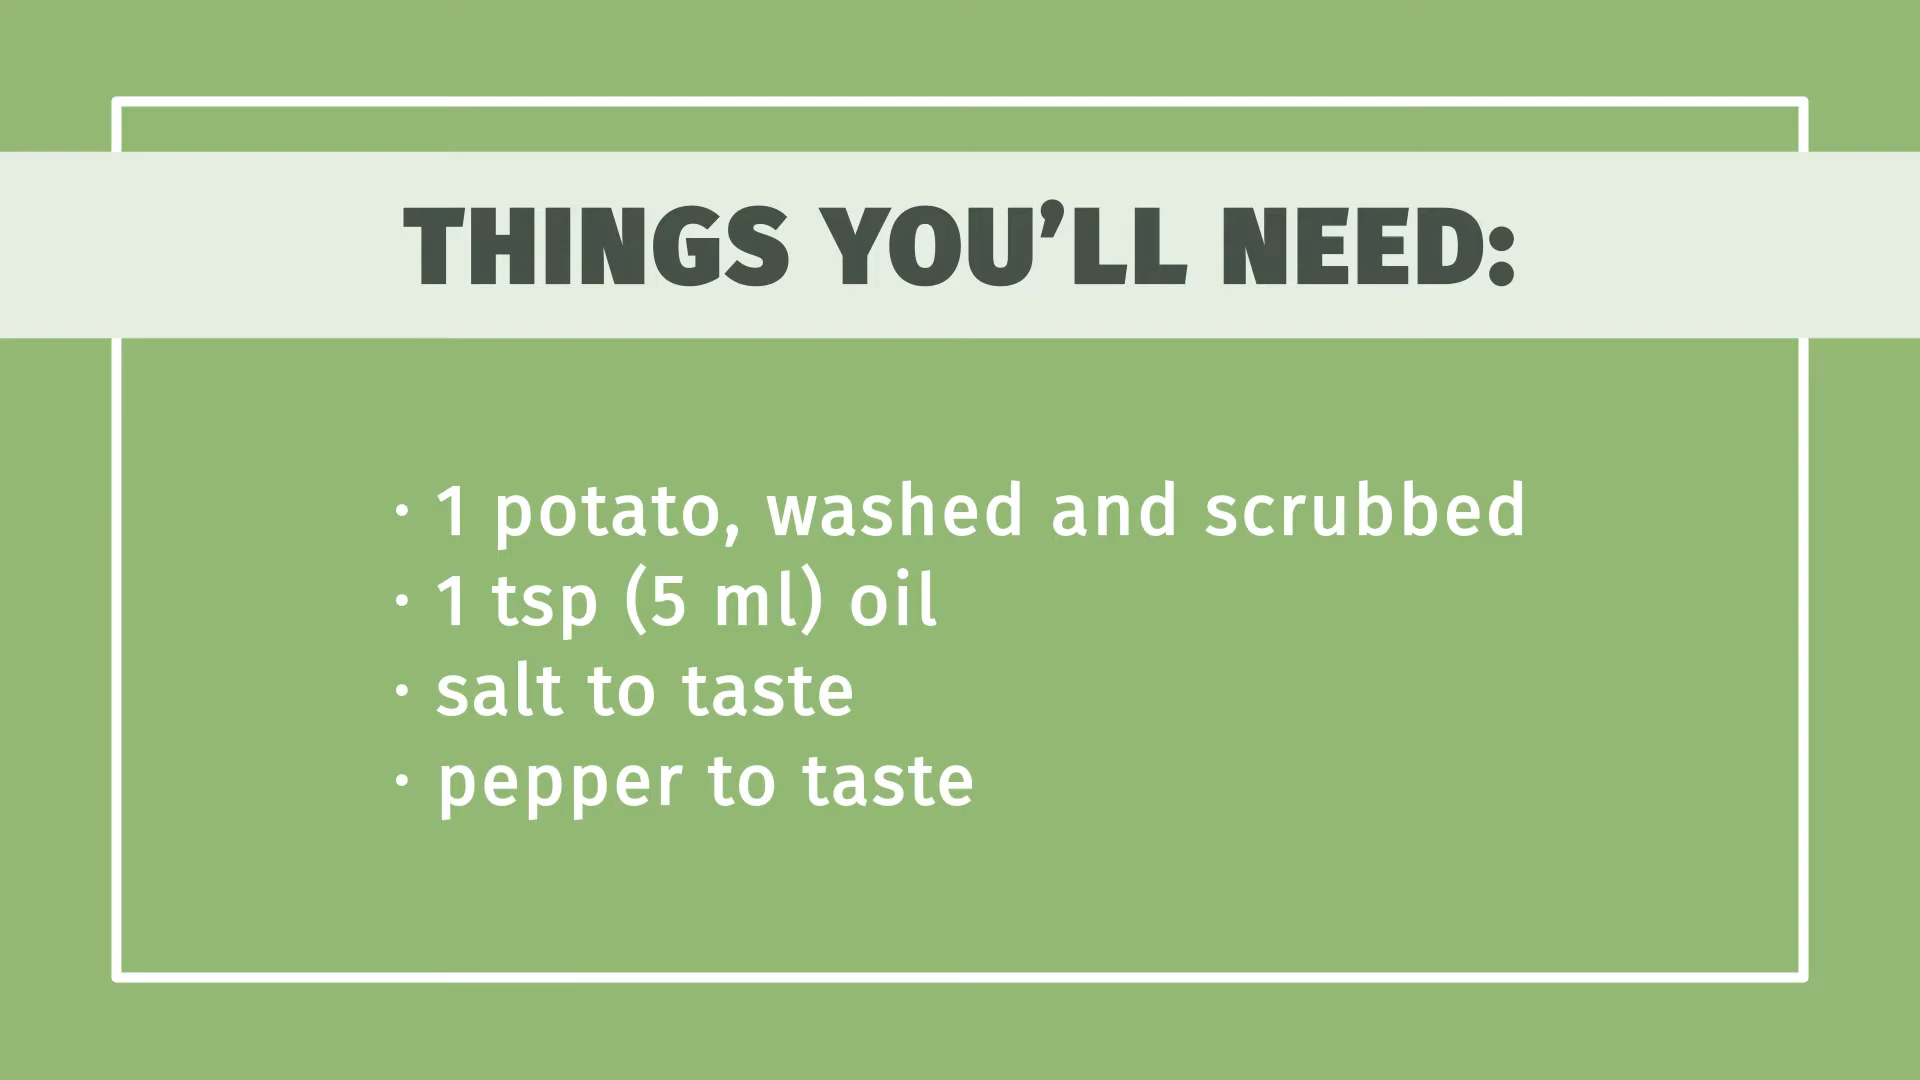 THINGS YOU’LL NEED:
· 1 potato, washed and scrubbed
· 1 tsp (5 ml) oil
· salt to taste
· pepper to taste